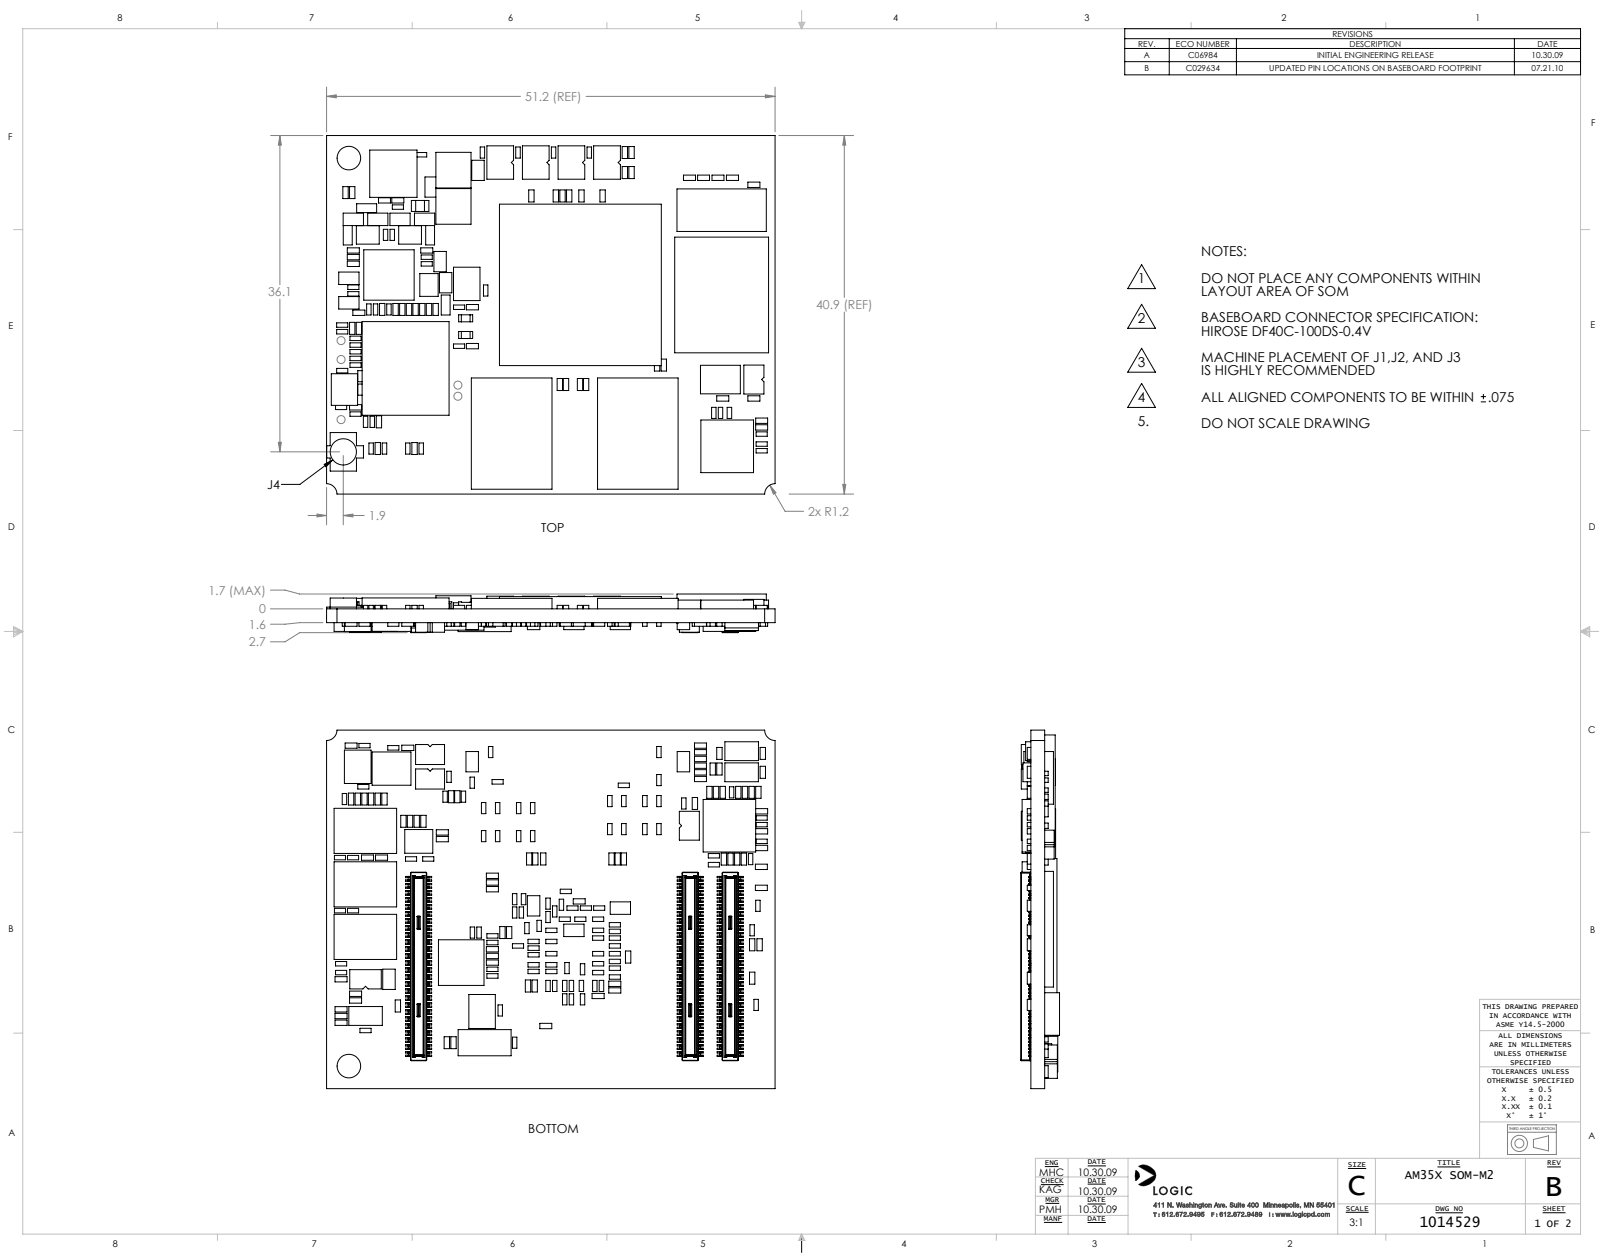 8 7 6 5 4 3 2 1
REVISIONS
REV. ECO NUMBER DESCRIPTION DATE
A C06984 INITIAL ENGINEERING RELEASE 10.30.09
B C029634 UPDATED PIN LOCATIONS ON BASEBOARD FOOTPRINT 07.21.10
51.2 (REF)
F F
NOTES:
1 DO NOT PLACE ANY COMPONENTS WITHIN
LAYOUT AREA OF SOM
36.1
40.9 (REF)
2 BASEBOARD CONNECTOR SPECIFICATION:
HIROSE DF40C-100DS-0.4V
E E
3 MACHINE PLACEMENT OF J1,J2, AND J3
IS HIGHLY RECOMMENDED
4 ALL ALIGNED COMPONENTS TO BE WITHIN ±.075
5. DO NOT SCALE DRAWING
J4
1.9
2x R1.2
D D
TOP
1.7 (MAX)
0
1.6
2.7
C C
B B
BOTTOM
A A
THIS DRAWING PREPARED
IN ACCORDANCE WITH
ASME Y14.5-2000
ALL DIMENSIONS
ARE IN MILLIMETERS
UNLESS OTHERWISE
SPECIFIED
TOLERANCES UNLESS
OTHERWISE SPECIFIED
X ± 0.5
X.X ± 0.2
X.XX ± 0.1
X° ± 1°
THIRD ANGLE PROJECTION
ENG DATE
MHC 10.30.09
CHECK DATE
KAG 10.30.09
MGR DATE
PMH 10.30.09
MANF DATE
LOGIC
411 N. Washington Ave. Suite 400 Minneapolis, MN 55401
T: 612.672.9495 F: 612.672.9489 I: www.logicpd.com
SIZE
C
SCALE
3:1
TITLE
AM35X SOM-M2
DWG NO
1014529
REV
B
SHEET
1 OF 2
8 7 6 5 4 3 2 1